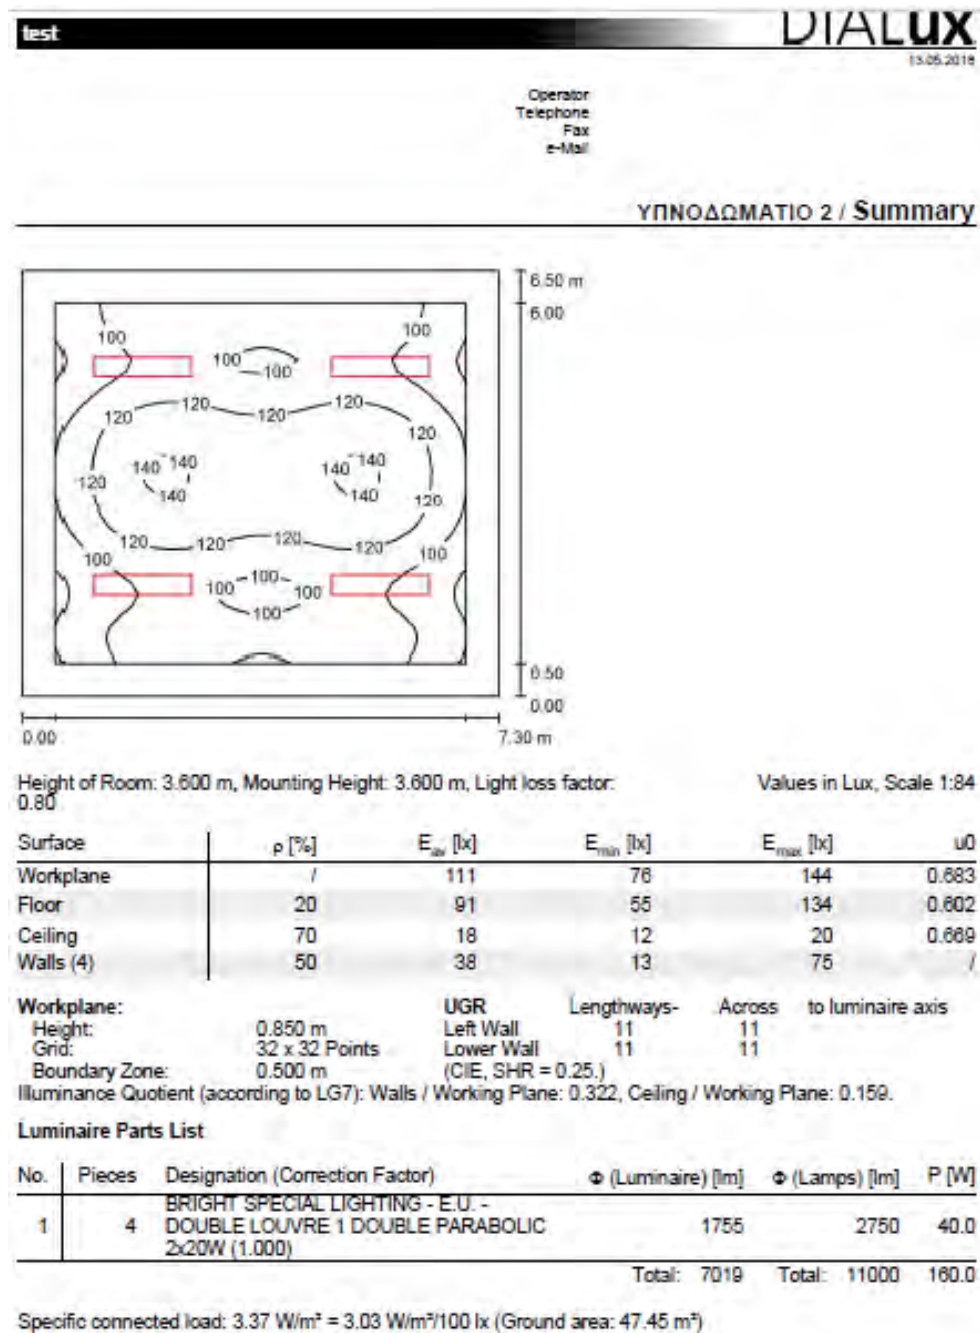 test
DIALux
13.05.2016
Operator
Telephone
Fax
e-Mail
ΥΠΝΟΔΩΜΑΤΙΟ 2 / Summary
6.50 m
6.00
100 100
100 100
120 120 120 120
120 120
140 140 140 140
120 140 140 120
120 120 120 120
100 100
100 100 100
100
0.50
0.00
0.00 7.30 m
Height of Room: 3.600 m, Mounting Height: 3.600 m, Light loss factor: Values in Lux, Scale 1:84
0.80
Surface ρ [%] Eav [lx] Emin [lx] Emax [lx] u0
Workplane / 111 76 144 0.683
Floor 20 91 55 134 0.602
Ceiling 70 18 12 20 0.669
Walls (4) 50 38 13 75 /
Workplane: UGR Lengthways- Across to luminaire axis
Height: 0.850 m Left Wall 11 11
Grid: 32 x 32 Points Lower Wall 11 11
Boundary Zone: 0.500 m (CIE, SHR = 0.25.)
Illuminance Quotient (according to LG7): Walls / Working Plane: 0.322, Ceiling / Working Plane: 0.159.
Luminaire Parts List
No. Pieces Designation (Correction Factor) Φ (Luminaire) [lm] Φ (Lamps) [lm] P [W]
BRIGHT SPECIAL LIGHTING - E.U. -
1 4 DOUBLE LOUVRE 1 DOUBLE PARABOLIC 1755 2750 40.0
2x20W (1.000)
Total: 7019 Total: 11000 160.0
Specific connected load: 3.37 W/m² = 3.03 W/m²/100 lx (Ground area: 47.45 m²)